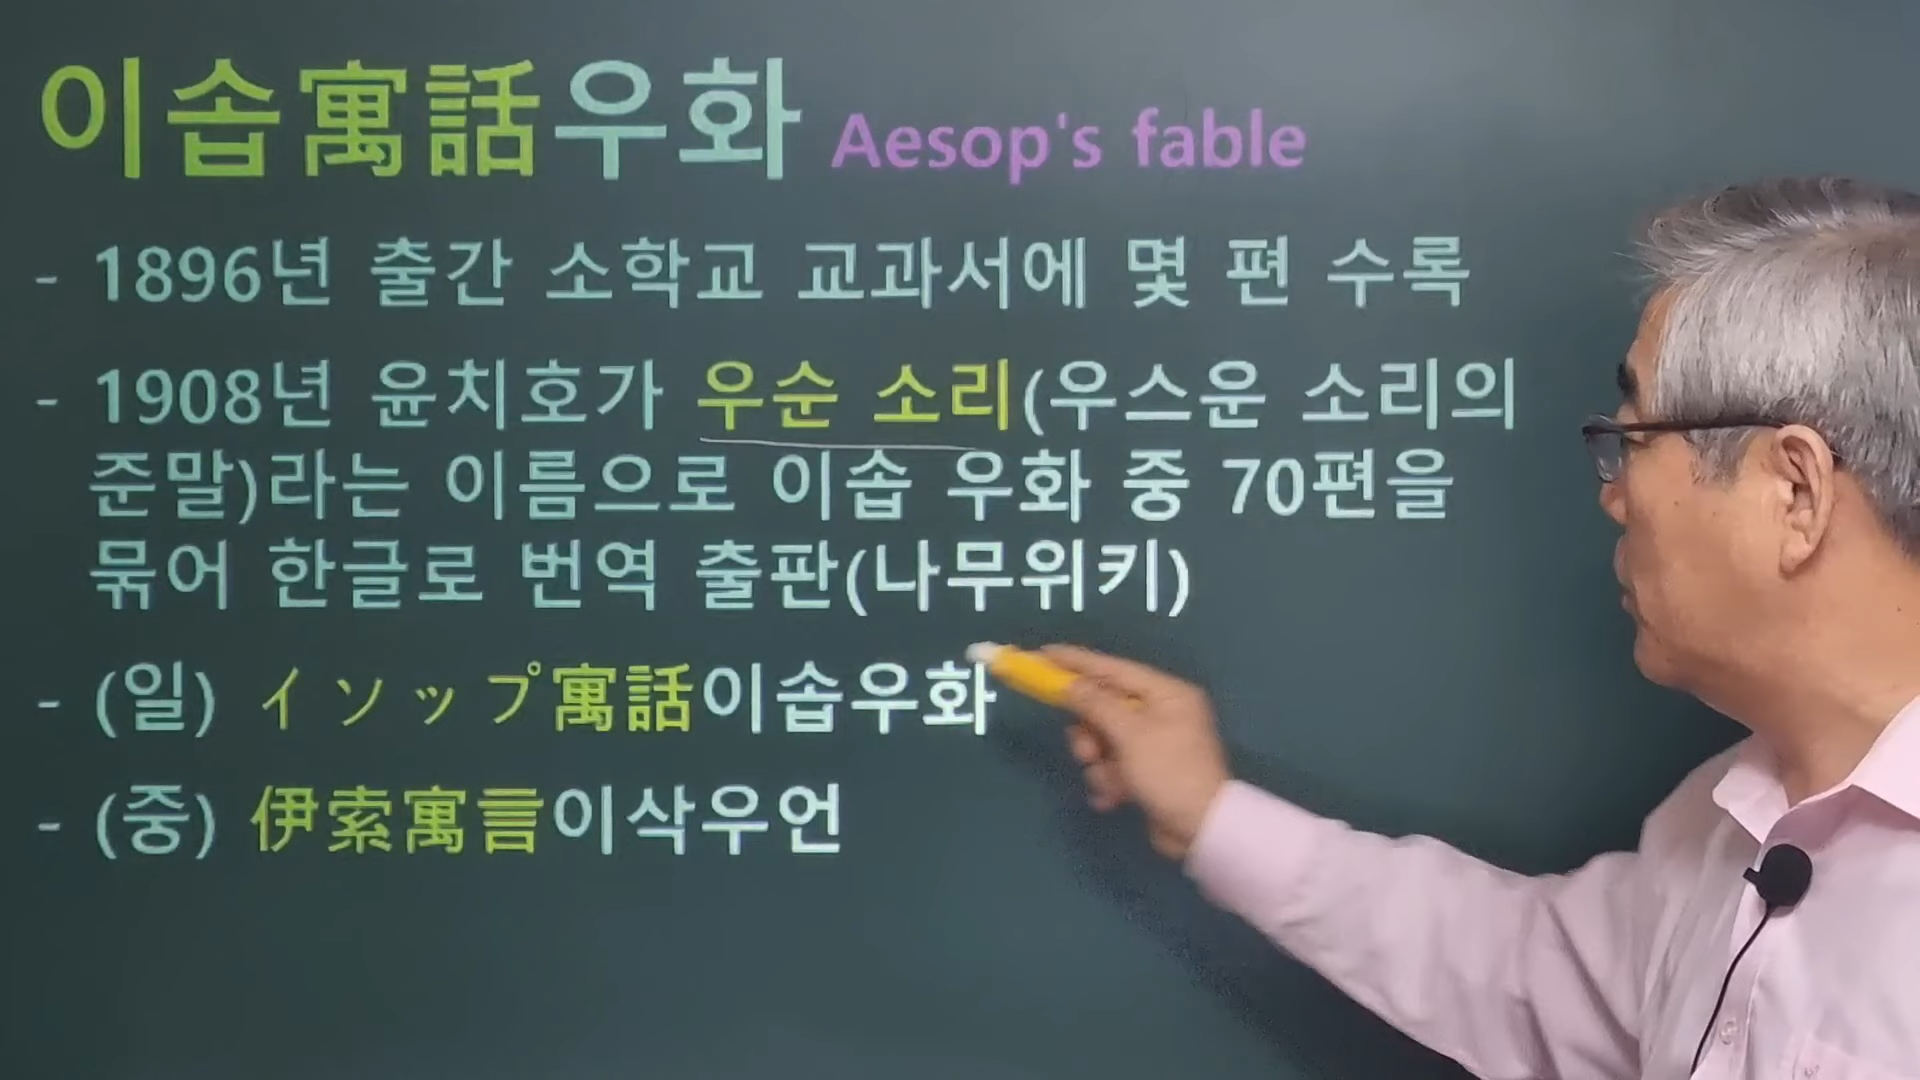 이솝寓話우화 Aesop's fable
- 1896년 출간 소학교 교과서에 몇 편 수록
- 1908년 윤치호가 우순 소리(우스운 소리의
준말)라는 이름으로 이솝 우화 중 70편을
묶어 한글로 번역 출판(나무위키)
- (일) イソップ寓話이솝우화
- (중) 伊索寓言이삭우언